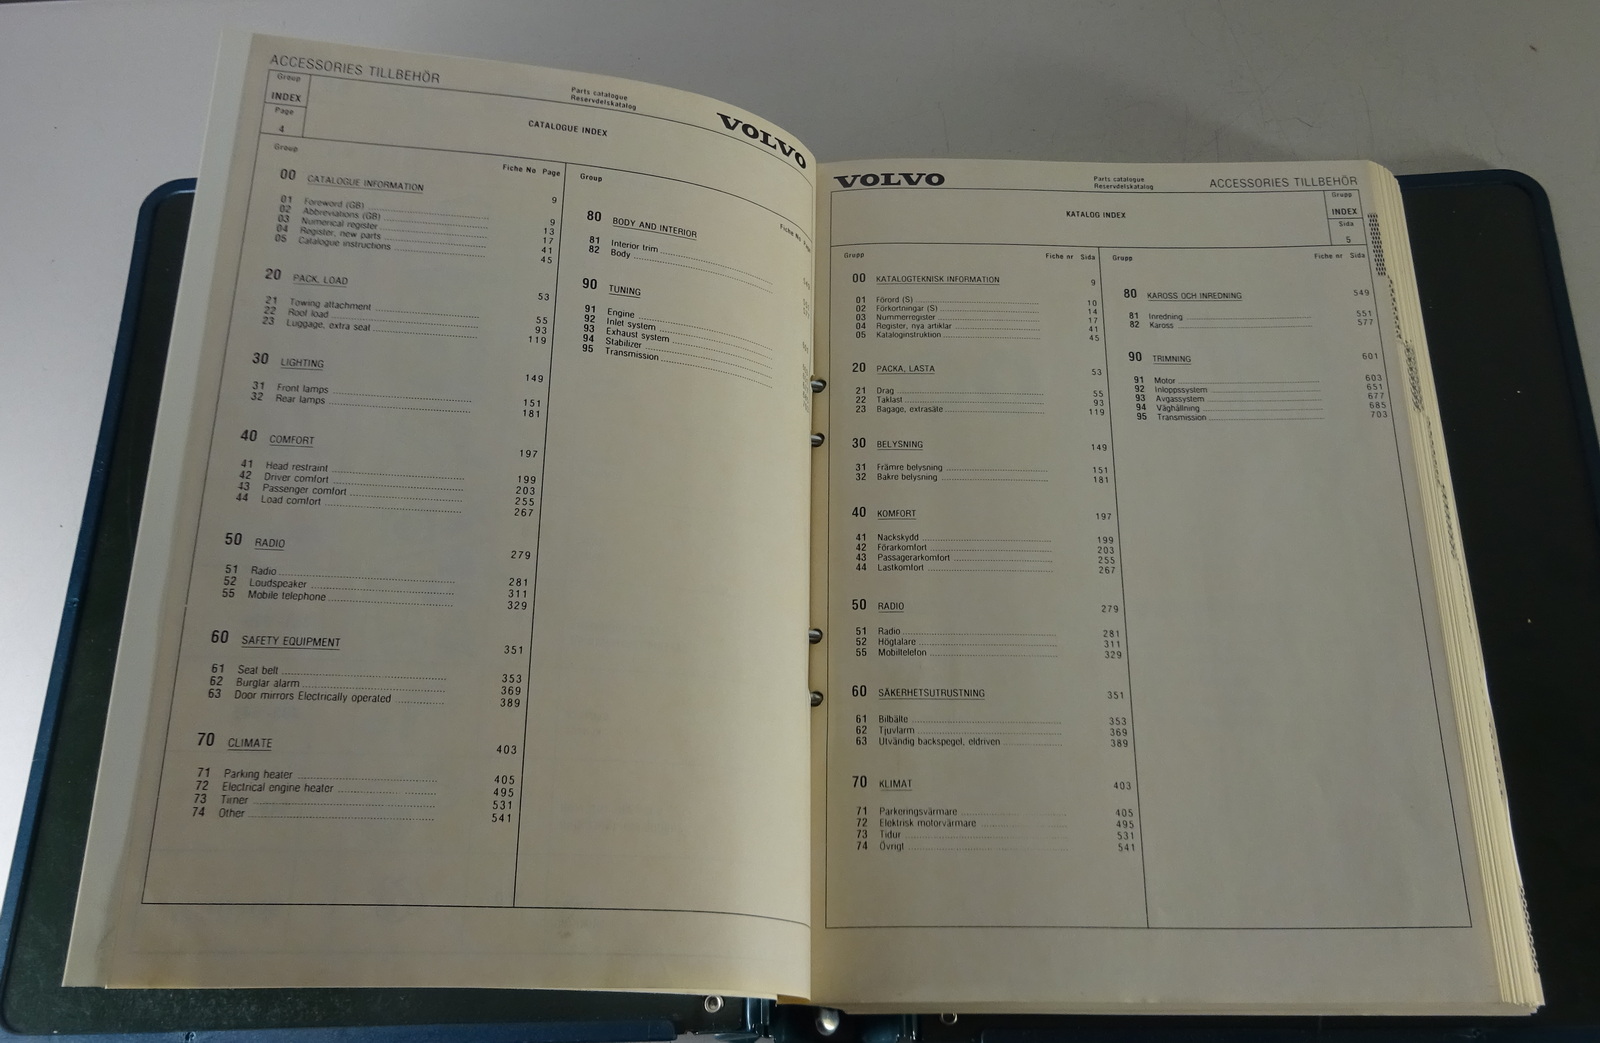 ACCESSORIES TILLBEHÖR
Group
INDEX
Page
4
Parts catalogue
Reservdelskatalog
CATALOGUE INDEX
VOLVO
Group
Fiche No Page
00 CATALOGUE INFORMATION 9
01 Foreword (GB) 9
02 Abbreviations (GB) 13
03 Numerical register 17
04 Register, new parts 41
05 Catalogue instructions 45
20 PACK, LOAD 53
21 Towing attachment 55
22 Roof load 93
23 Luggage, extra seat 119
30 LIGHTING 149
31 Front lamps 151
32 Rear lamps 181
40 COMFORT 197
41 Head restraint 199
42 Driver comfort 203
43 Passenger comfort 255
44 Load comfort 267
50 RADIO 279
51 Radio 281
52 Loudspeaker 311
55 Mobile telephone 329
60 SAFETY EQUIPMENT 351
61 Seat belt 353
62 Burglar alarm 369
63 Door mirrors Electrically operated 389
70 CLIMATE 403
71 Parking heater 405
72 Electrical engine heater 495
73 Timer 531
74 Other 541
Group
Fiche No
80 BODY AND INTERIOR
81 Interior trim
82 Body
90 TUNING
91 Engine
92 Inlet system
93 Exhaust system
94 Stabilizer
95 Transmission
VOLVO
Parts catalogue
Reservdelskatalog
ACCESSORIES TILLBEHÖR
KATALOG INDEX
Grupp
INDEX
Sida
5
Grupp
Fiche nr Sida
00 KATALOGTEKNISK INFORMATION 9
01 Förord (S) 10
02 Förkortningar (S) 14
03 Nummerregister 17
04 Register, nya artiklar 41
05 Kataloginstruktion 45
20 PACKA, LASTA 53
21 Drag 55
22 Taklast 93
23 Bagage, extrasäte 119
30 BELYSNING 149
31 Främre belysning 151
32 Bakre belysning 181
40 KOMFORT 197
41 Nackskydd 199
42 Förarkomfort 203
43 Passagerarkomfort 255
44 Lastkomfort 267
50 RADIO 279
51 Radio 281
52 Högtalare 311
55 Mobiltelefon 329
60 SÄKERHETSUTRUSTNING 351
61 Bilbälte 353
62 Tjuvlarm 369
63 Utvändig backspegel, eldriven 389
70 KLIMAT 403
71 Parkeringsvärmare 405
72 Elektrisk motorvärmare 495
73 Tidur 531
74 Övrigt 541
Grupp
Fiche nr Sida
80 KAROSS OCH INREDNING 549
81 Inredning 551
82 Kaross 577
90 TRIMNING 601
91 Motor 603
92 Inloppssystem 651
93 Avgassystem 677
94 Väghållning 685
95 Transmission 703